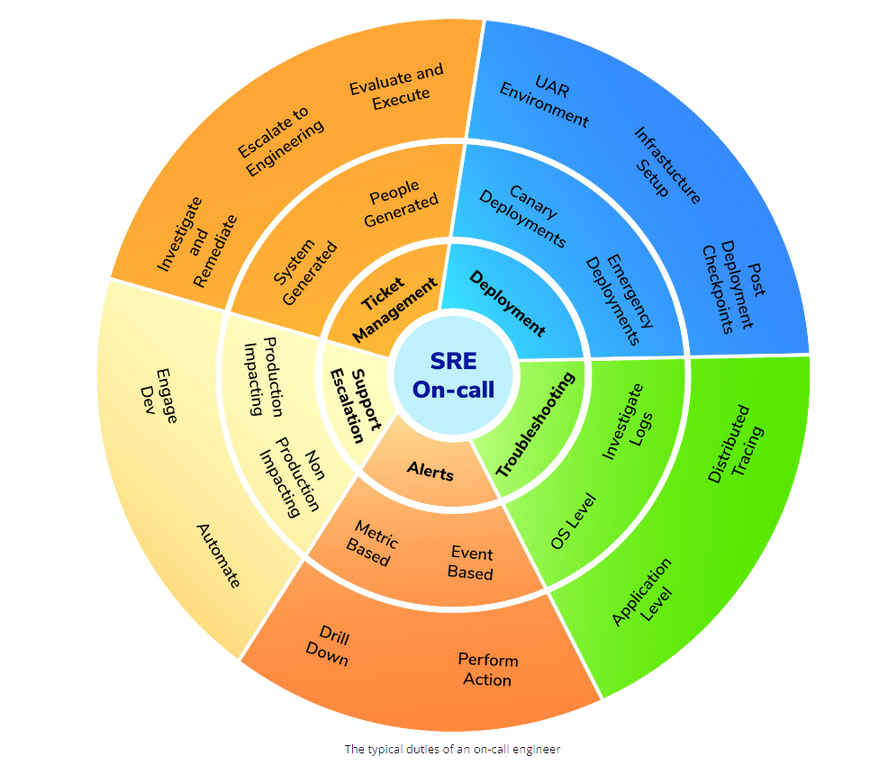 SRE
On-call
Deployment
Canary
Deployments
Emergency
Deployments
UAR
Environment
Infrastucture
Setup
Post
Deployment
Checkpoints
Troubleshooting
Investigate
Logs
OS Level
Distributed
Tracing
Application
Level
Alerts
Event
Based
Metric
Based
Perform
Action
Drill
Down
Support
Escalation
Non
Production
Impacting
Production
Impacting
Automate
Engage
Dev
Ticket
Management
System
Generated
People
Generated
Investigate
and
Remediate
Escalate to
Engineering
Evaluate and
Execute
The typical duties of an on-call engineer